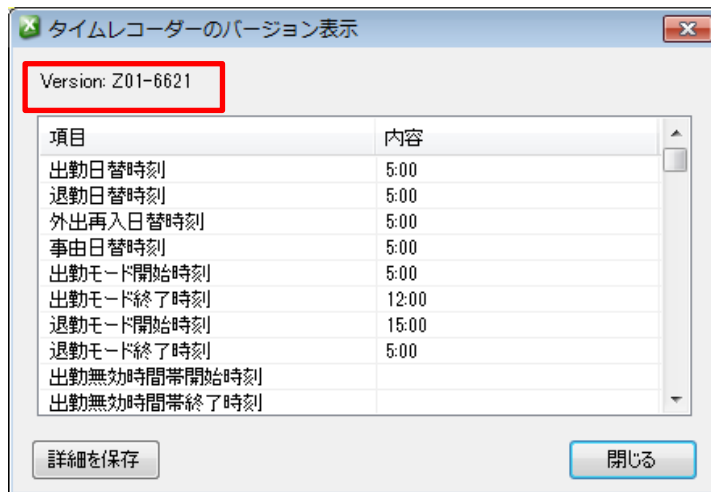 タイムレコーダーのバージョン表示
Version: Z01-6621
項目 内容
出勤日替時刻 5:00
退勤日替時刻 5:00
外出再入日替時刻 5:00
事由日替時刻 5:00
出勤モード開始時刻 5:00
出勤モード終了時刻 12:00
退勤モード開始時刻 15:00
退勤モード終了時刻 5:00
出勤無効時間帯開始時刻
出勤無効時間帯終了時刻
詳細を保存 閉じる